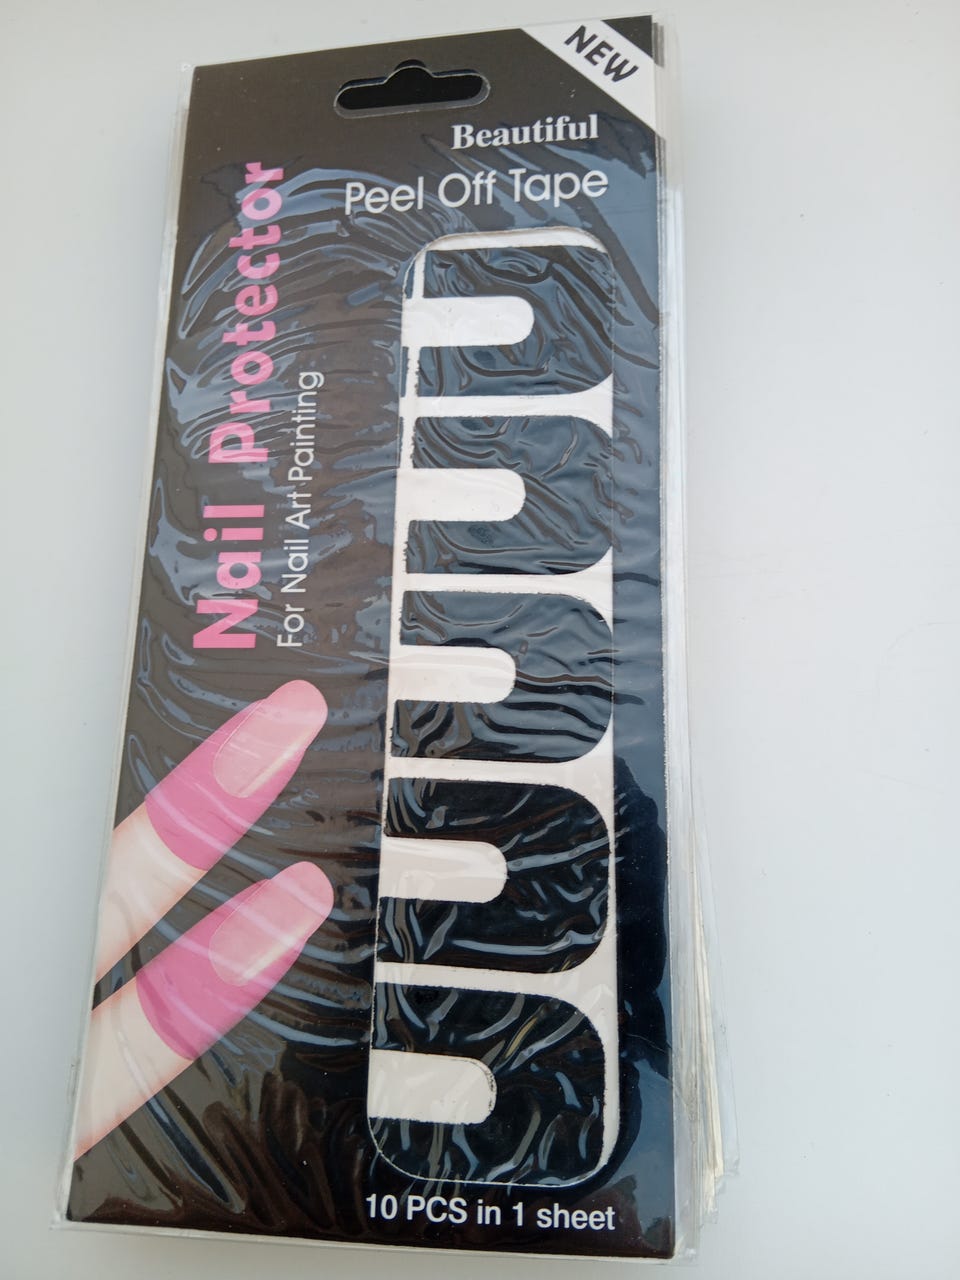 NEW
Beautiful
Peel Off Tape
Nail Protector
For Nail Art Painting
10 PCS in 1 sheet